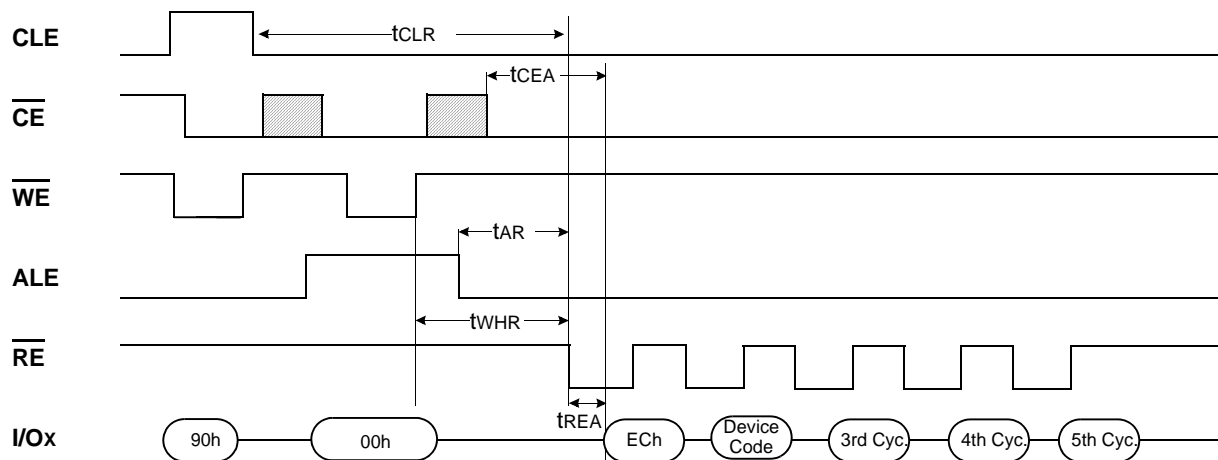 CLE
tCLR
tCEA
CE
WE
tAR
ALE
tWHR
RE
tREA
I/Ox
90h
00h
ECh
Device
Code
3rd Cyc.
4th Cyc.
5th Cyc.